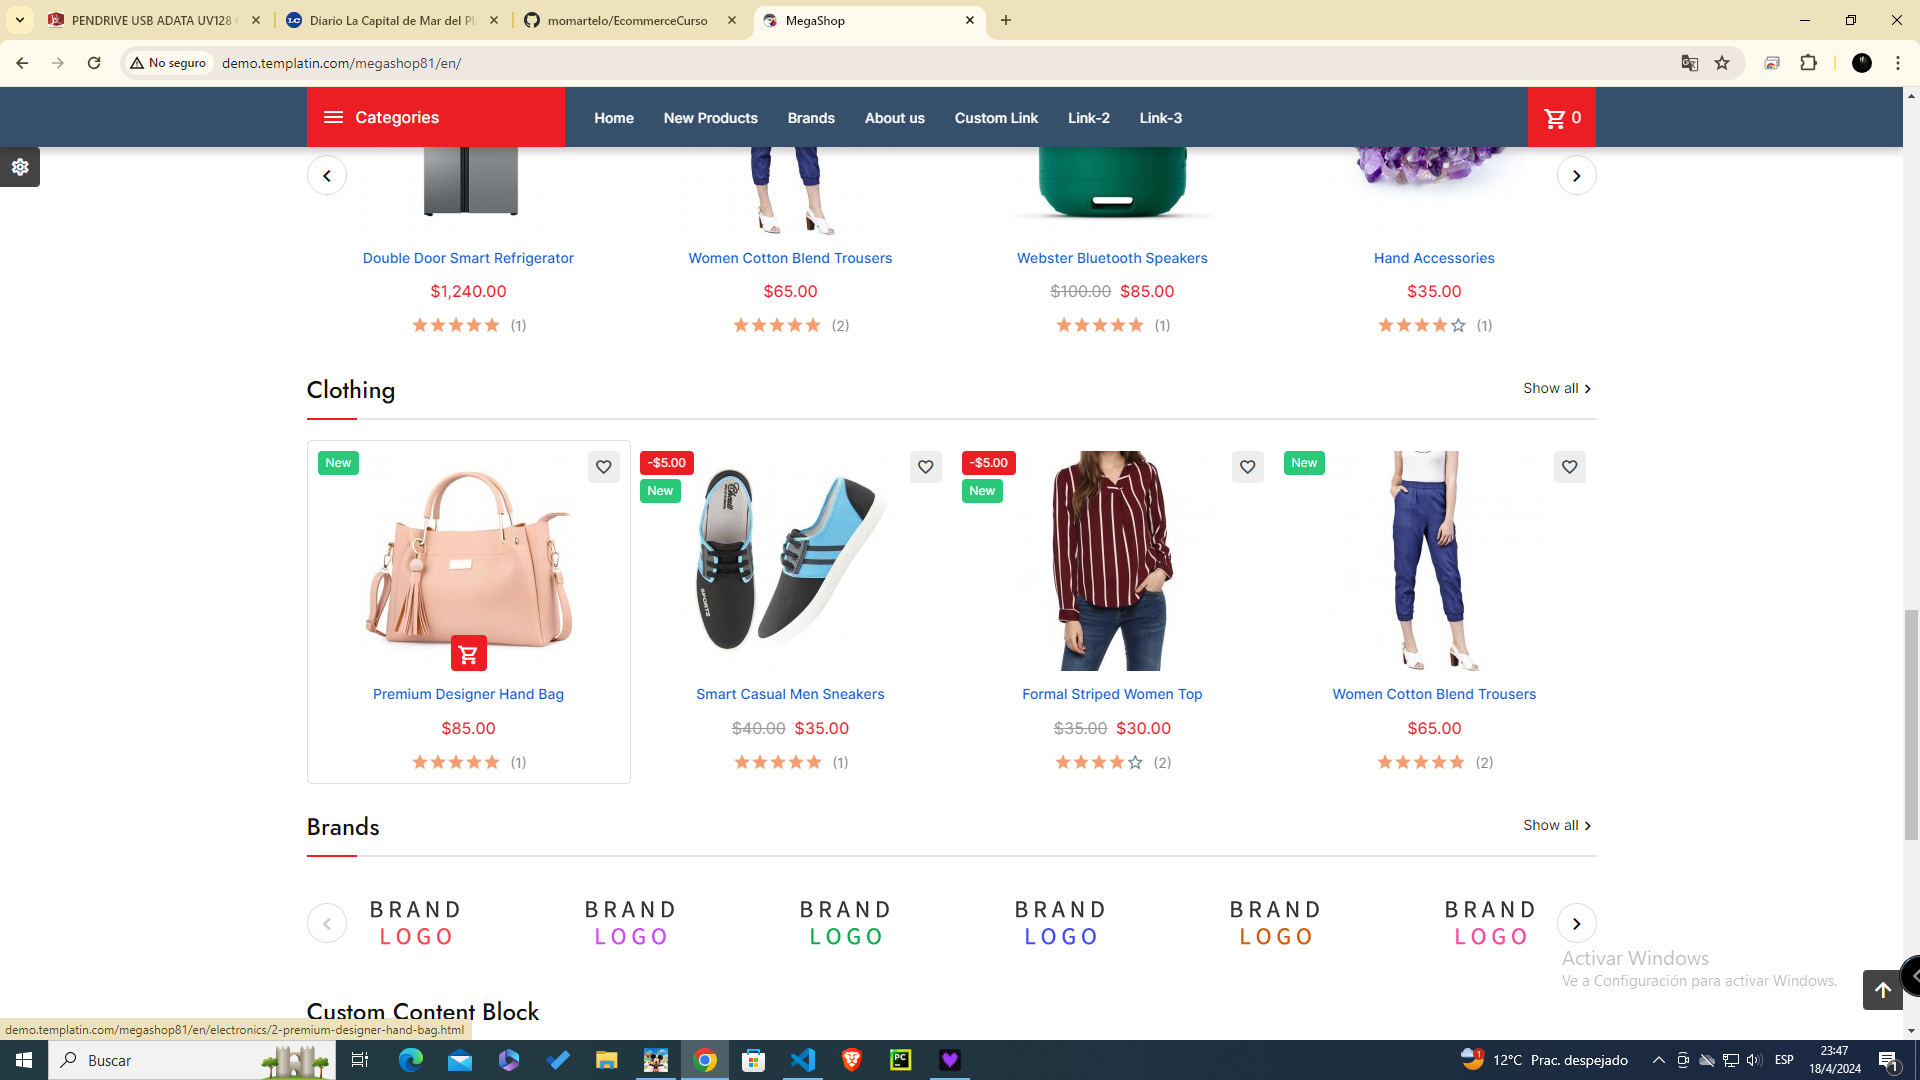 PENDRIVE USB ADATA UV128
Diario La Capital de Mar del Pl
momartelo/EcommerceCurso
MegaShop
No seguro
demo.templatin.com/megashop81/en/
Categories
Home
New Products
Brands
About us
Custom Link
Link-2
Link-3
0
Double Door Smart Refrigerator
Women Cotton Blend Trousers
Webster Bluetooth Speakers
Hand Accessories
$1,240.00
$65.00
$100.00 $85.00
$35.00
(1)
(2)
(1)
(1)
Clothing
Show all
New
-$5.00
New
-$5.00
New
New
SPORTS
Premium Designer Hand Bag
Smart Casual Men Sneakers
Formal Striped Women Top
Women Cotton Blend Trousers
$85.00
$40.00 $35.00
$35.00 $30.00
$65.00
(1)
(1)
(2)
(2)
Brands
Show all
BRAND
LOGO
BRAND
LOGO
BRAND
LOGO
BRAND
LOGO
BRAND
LOGO
BRAND
LOGO
Activar Windows
Ve a Configuración para activar Windows.
Custom Content Block
demo.templatin.com/megashop81/en/electronics/2-premium-designer-hand-bag.html
Buscar
PC
1
12°C Prac. despejado
ESP
23:47
18/4/2024
1